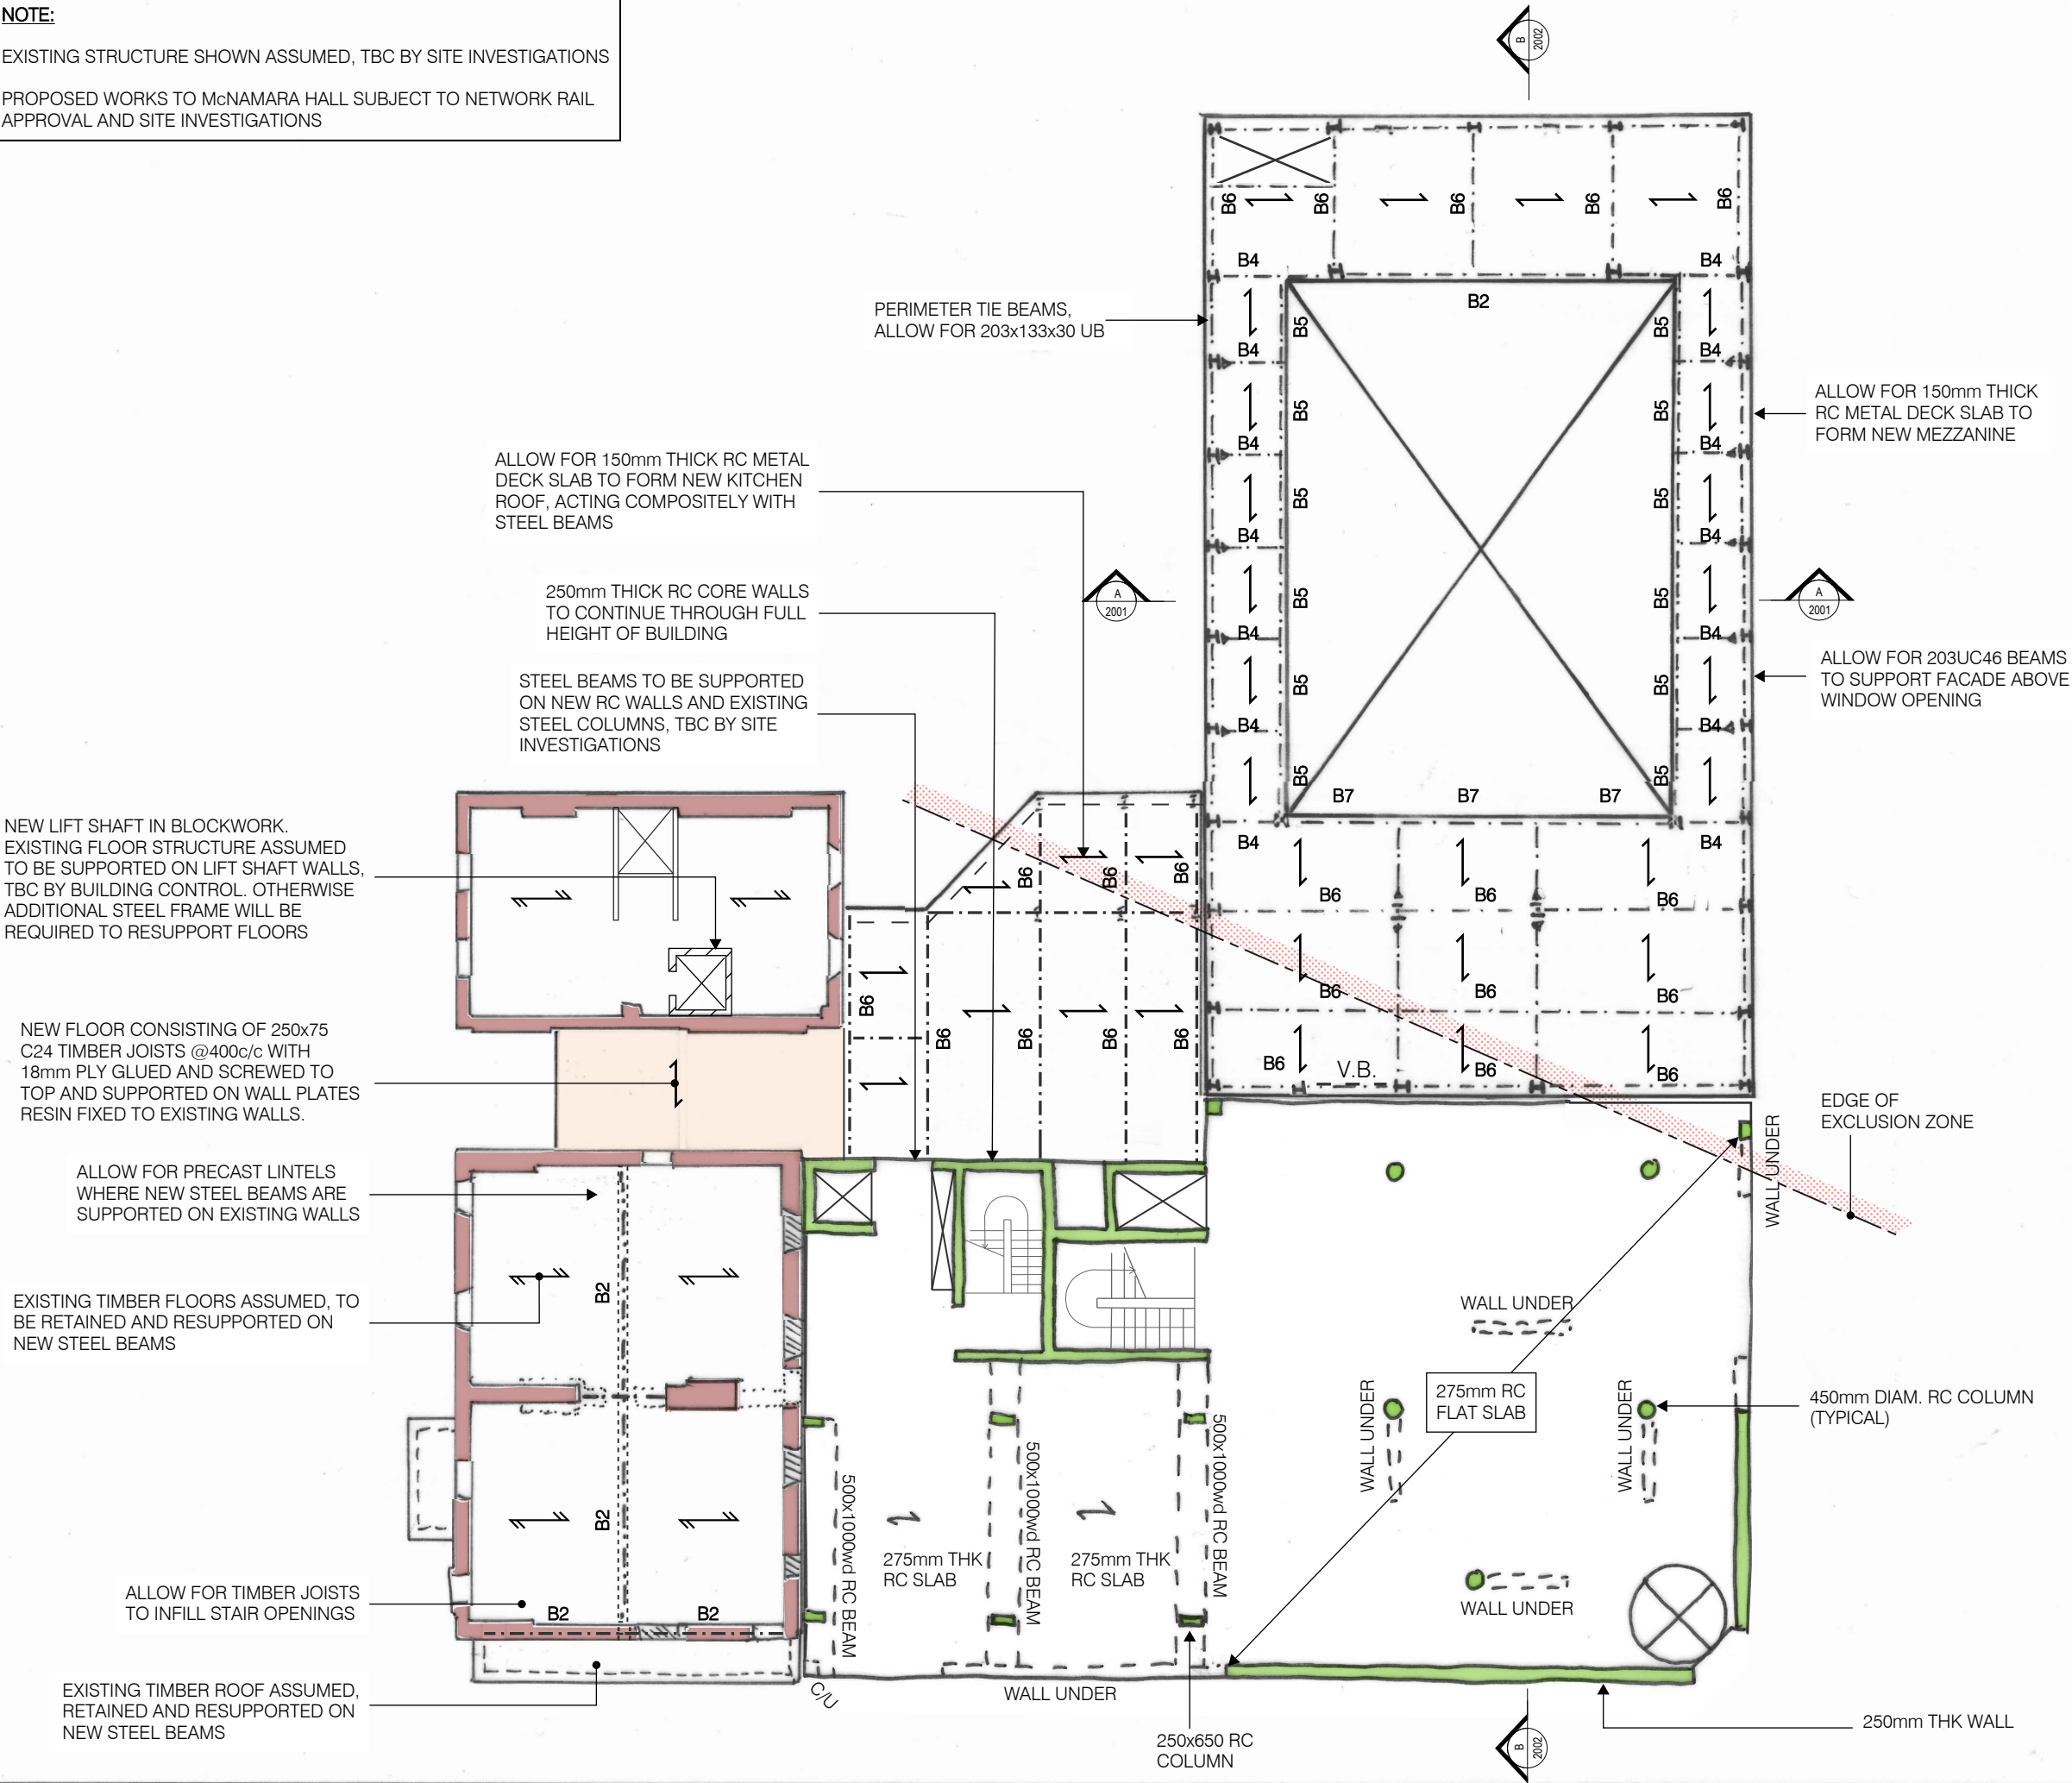 NOTE:
EXISTING STRUCTURE SHOWN ASSUMED, TBC BY SITE INVESTIGATIONS
PROPOSED WORKS TO McNAMARA HALL SUBJECT TO NETWORK RAIL
APPROVAL AND SITE INVESTIGATIONS
B
2002
B6
B6
B6
B6
B6
B4
B4
B2
PERIMETER TIE BEAMS,
ALLOW FOR 203x133x30 UB
B5
B5
B4
B4
ALLOW FOR 150mm THICK
RC METAL DECK SLAB TO
FORM NEW MEZZANINE
B5
B5
B4
B4
ALLOW FOR 150mm THICK RC METAL
DECK SLAB TO FORM NEW KITCHEN
ROOF, ACTING COMPOSITELY WITH
STEEL BEAMS
B5
B5
B4
B4
250mm THICK RC CORE WALLS
TO CONTINUE THROUGH FULL
HEIGHT OF BUILDING
A
2001
A
2001
B5
B5
B4
B4
STEEL BEAMS TO BE SUPPORTED
ON NEW RC WALLS AND EXISTING
STEEL COLUMNS, TBC BY SITE
INVESTIGATIONS
ALLOW FOR 203UC46 BEAMS
TO SUPPORT FACADE ABOVE
WINDOW OPENING
B5
B5
B4
B4
B5
B5
B7
B7
B7
B4
B4
NEW LIFT SHAFT IN BLOCKWORK.
EXISTING FLOOR STRUCTURE ASSUMED
TO BE SUPPORTED ON LIFT SHAFT WALLS,
TBC BY BUILDING CONTROL. OTHERWISE
ADDITIONAL STEEL FRAME WILL BE
REQUIRED TO RESUPPORT FLOORS
B6
B6
B6
B6
B6
B6
B6
B6
B6
B6
NEW FLOOR CONSISTING OF 250x75
C24 TIMBER JOISTS @400c/c WITH
18mm PLY GLUED AND SCREWED TO
TOP AND SUPPORTED ON WALL PLATES
RESIN FIXED TO EXISTING WALLS.
B6
B6
B6
B6
B6
V.B.
B6
B6
EDGE OF
EXCLUSION ZONE
WALL UNDER
ALLOW FOR PRECAST LINTELS
WHERE NEW STEEL BEAMS ARE
SUPPORTED ON EXISTING WALLS
EXISTING TIMBER FLOORS ASSUMED, TO
BE RETAINED AND RESUPPORTED ON
NEW STEEL BEAMS
B2
WALL UNDER
275mm RC
FLAT SLAB
WALL UNDER
WALL UNDER
450mm DIAM. RC COLUMN
(TYPICAL)
B2
500x1000wd RC BEAM
500x1000wd RC BEAM
500x1000wd RC BEAM
275mm THK
RC SLAB
275mm THK
RC SLAB
ALLOW FOR TIMBER JOISTS
TO INFILL STAIR OPENINGS
B2
B2
WALL UNDER
EXISTING TIMBER ROOF ASSUMED,
RETAINED AND RESUPPORTED ON
NEW STEEL BEAMS
C/U
WALL UNDER
250x650 RC
COLUMN
250mm THK WALL
B
2002